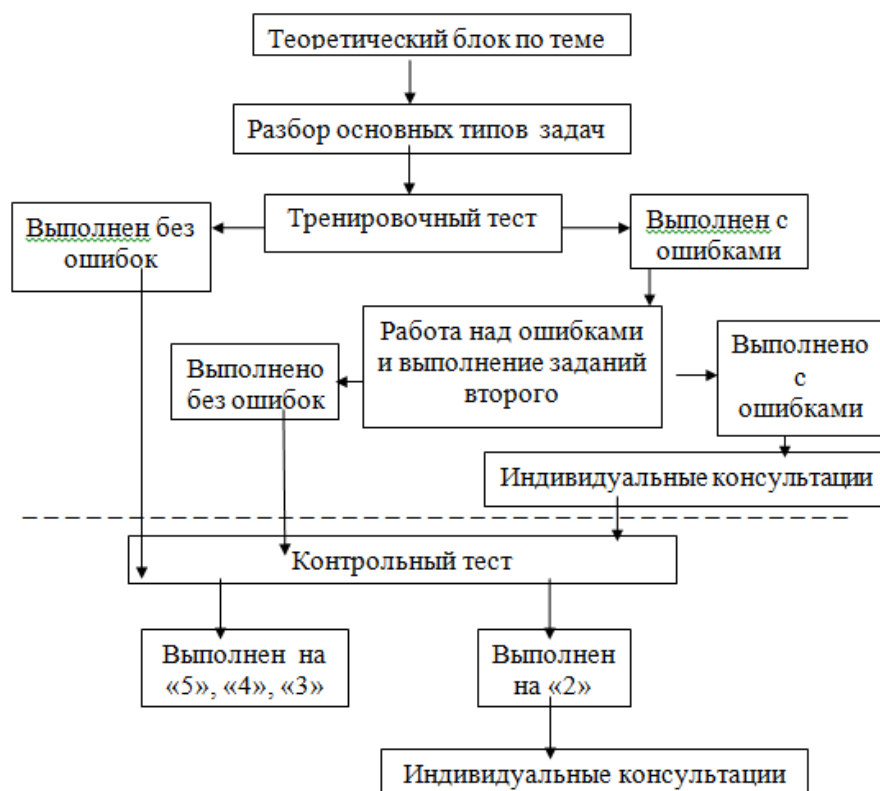 Теоретический блок по теме
Разбор основных типов задач
Тренировочный тест
Выполнен без
ошибок
Выполнен с
ошибками
Работа над ошибками
и выполнение заданий
второго
Выполнено
без ошибок
Выполнено
с
ошибками
Индивидуальные консультации
Контрольный тест
Выполнен на
«5», «4», «3»
Выполнен
на «2»
Индивидуальные консультации